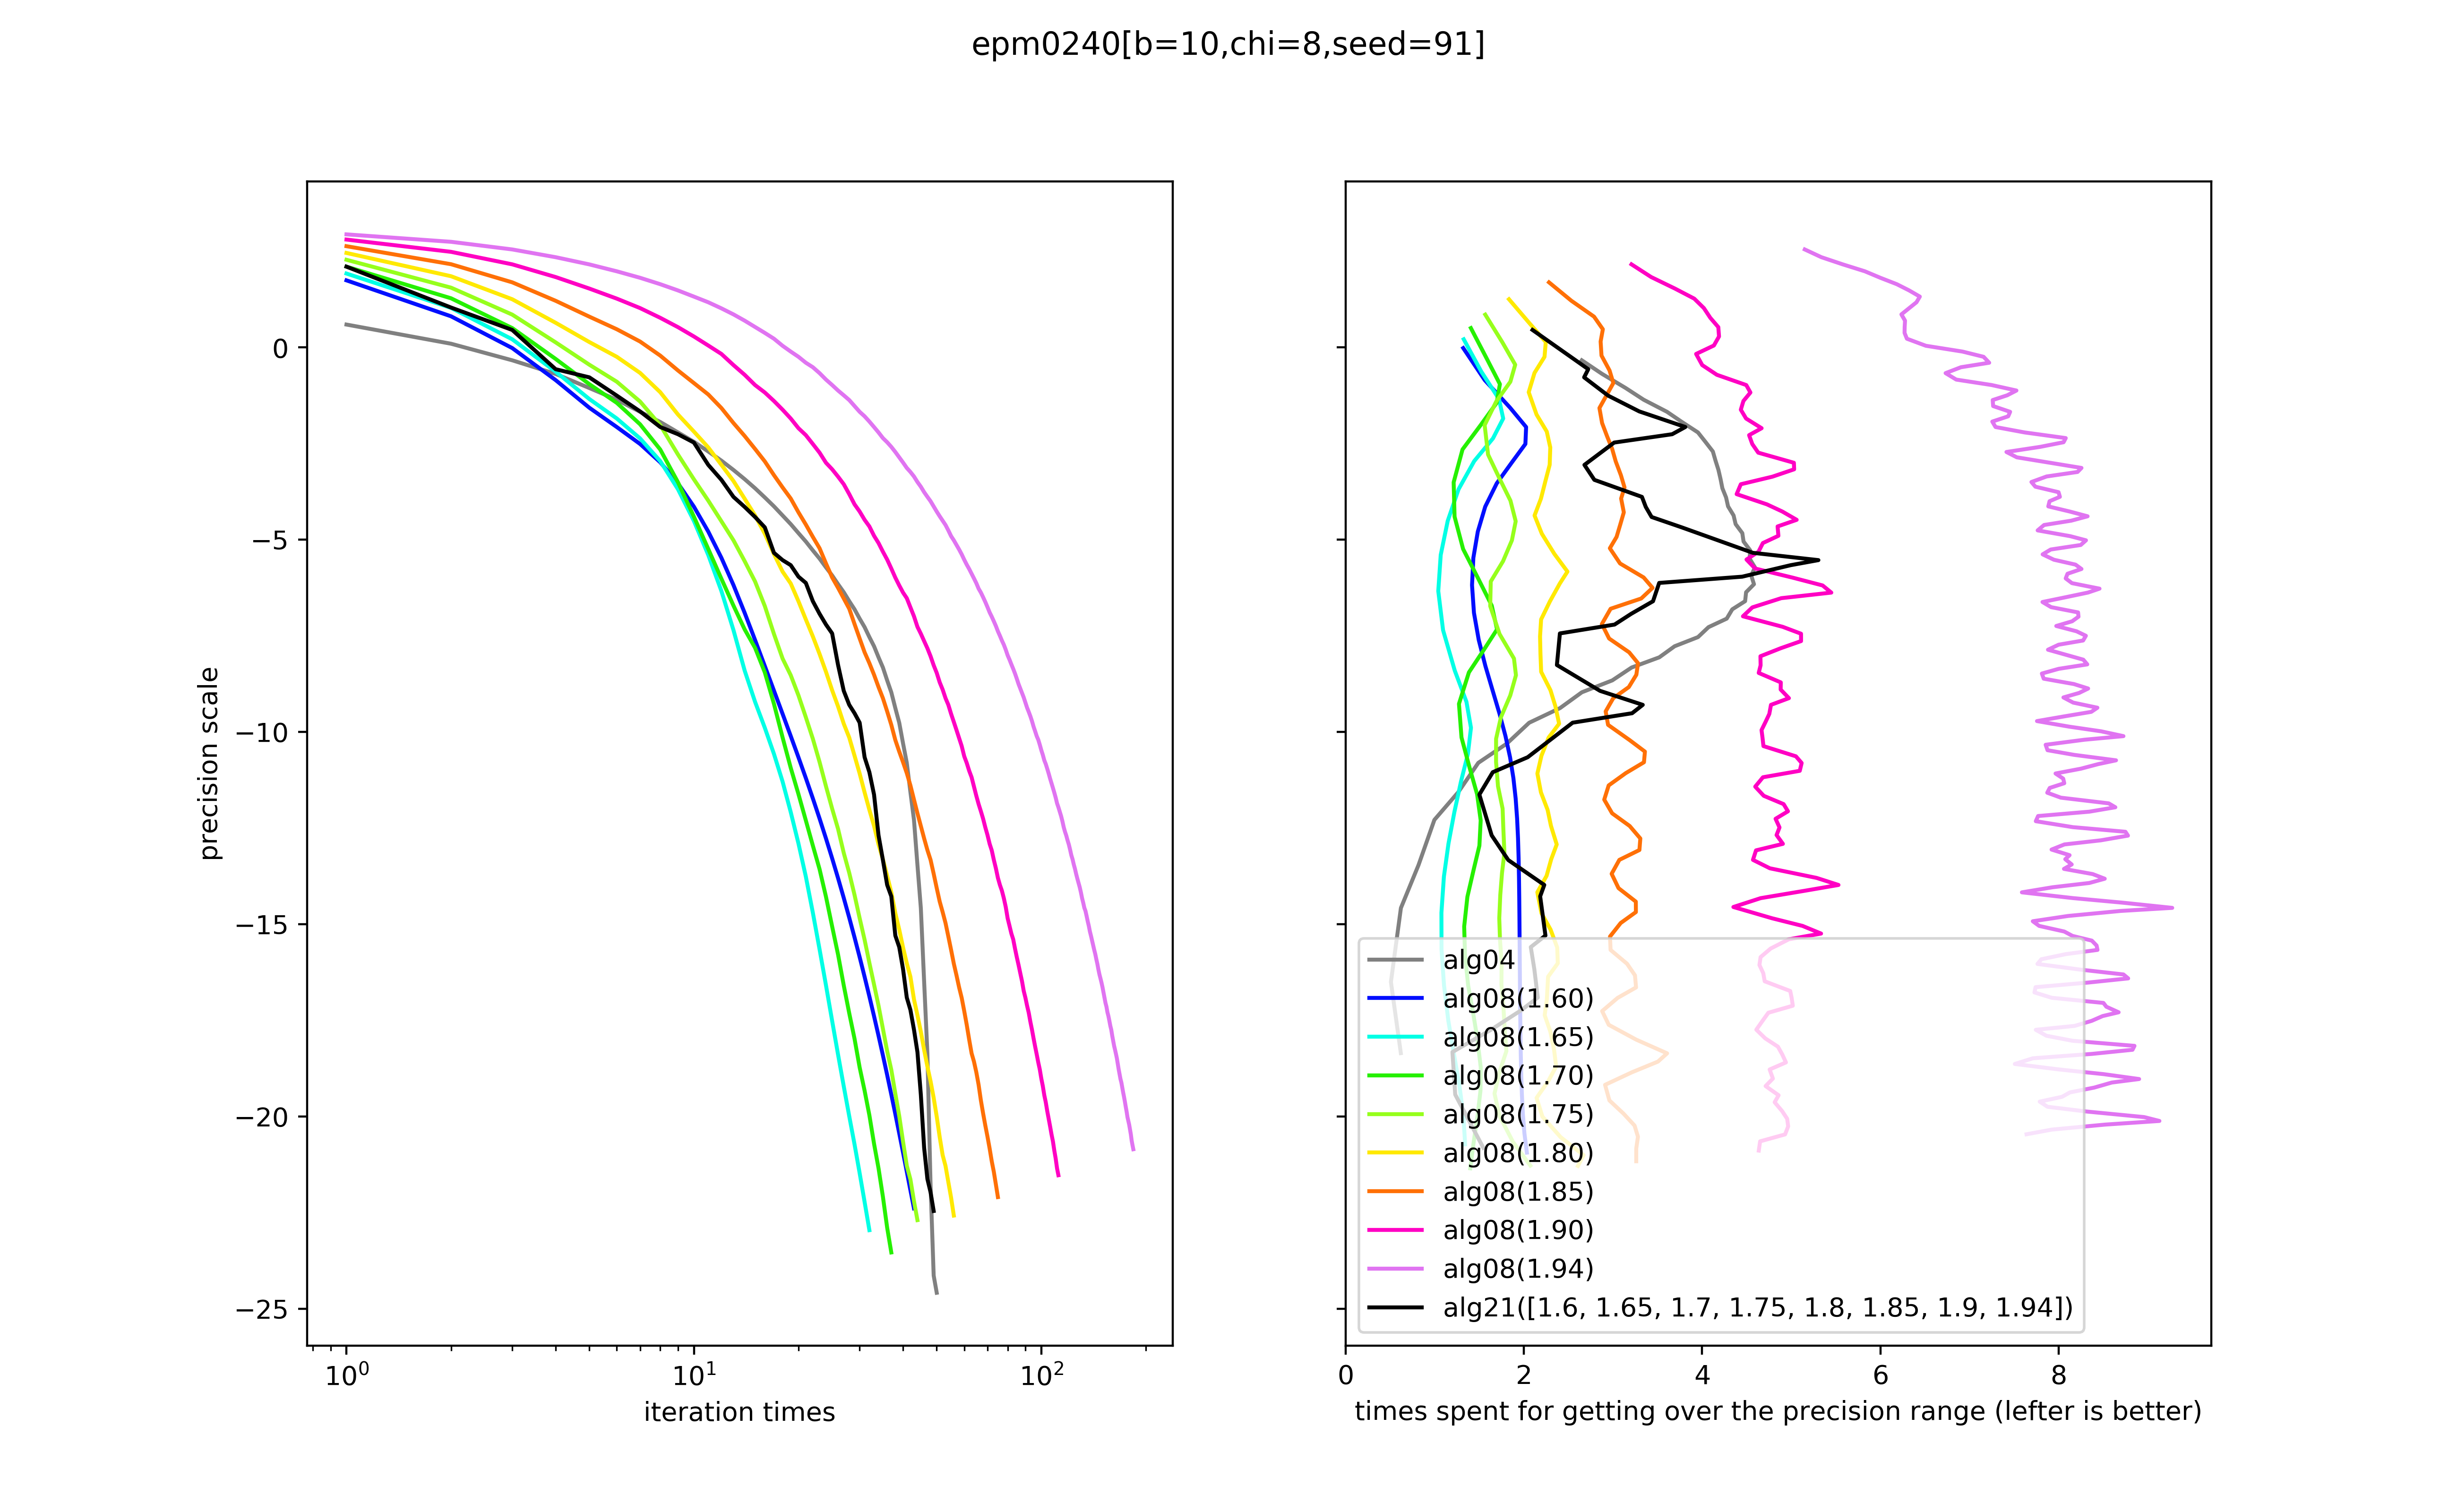 epm0240[b=10,chi=8,seed=91]
precision scale
0
−5
−10
−15
−20
−25
10⁰
10¹
10²
iteration times
alg04
alg08(1.60)
alg08(1.65)
alg08(1.70)
alg08(1.75)
alg08(1.80)
alg08(1.85)
alg08(1.90)
alg08(1.94)
alg21([1.6, 1.65, 1.7, 1.75, 1.8, 1.85, 1.9, 1.94])
0 2 4 6 8
times spent for getting over the precision range (lefter is better)